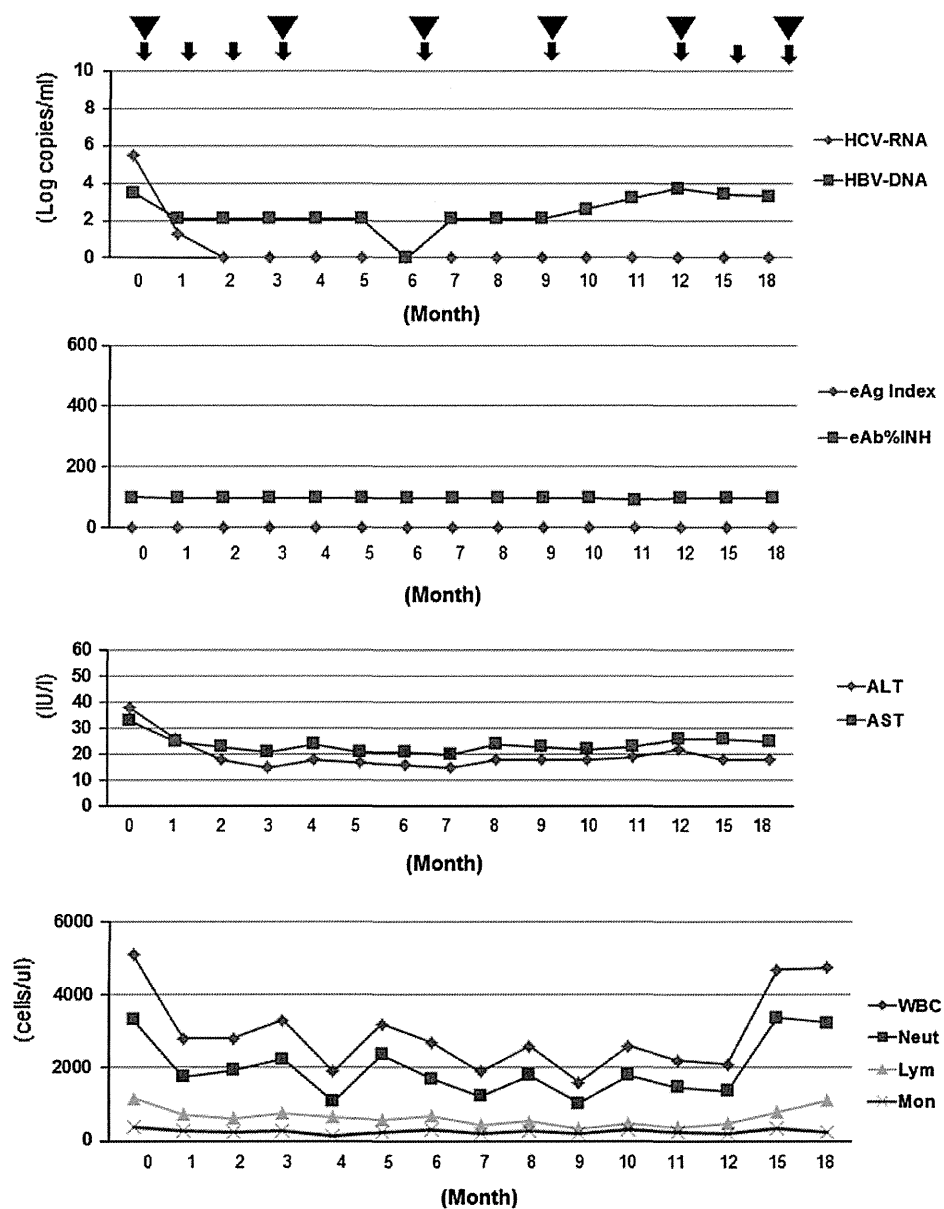 10
8
6
4
2
0
(Log copies/ml)
HCV-RNA
HBV-DNA
0 1 2 3 4 5 6 7 8 9 10 11 12 15 18
(Month)
600
400
200
0
eAg Index
eAb%INH
0 1 2 3 4 5 6 7 8 9 10 11 12 15 18
(Month)
60
50
40
30
20
10
0
(IU/l)
ALT
AST
0 1 2 3 4 5 6 7 8 9 10 11 12 15 18
(Month)
6000
4000
2000
0
(cells/ul)
WBC
Neut
Lym
Mon
0 1 2 3 4 5 6 7 8 9 10 11 12 15 18
(Month)